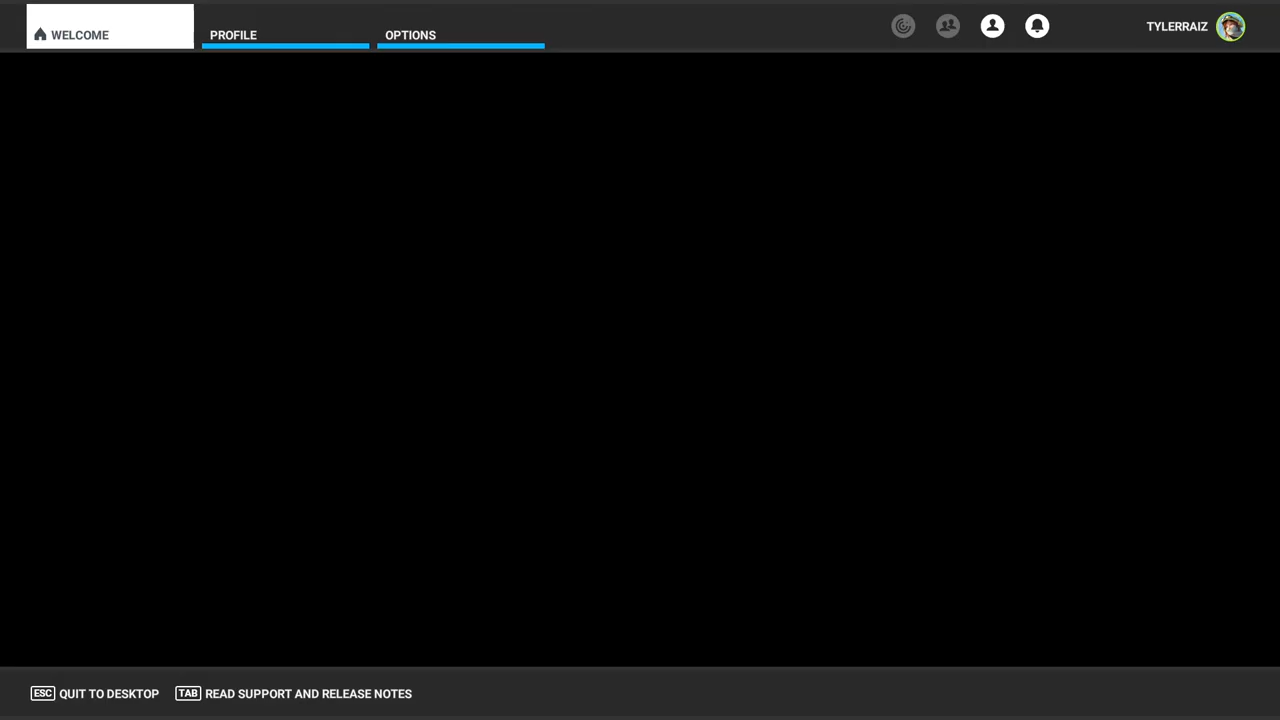 WELCOME
PROFILE
OPTIONS
TYLERRAIZ
ESC QUIT TO DESKTOP TAB READ SUPPORT AND RELEASE NOTES